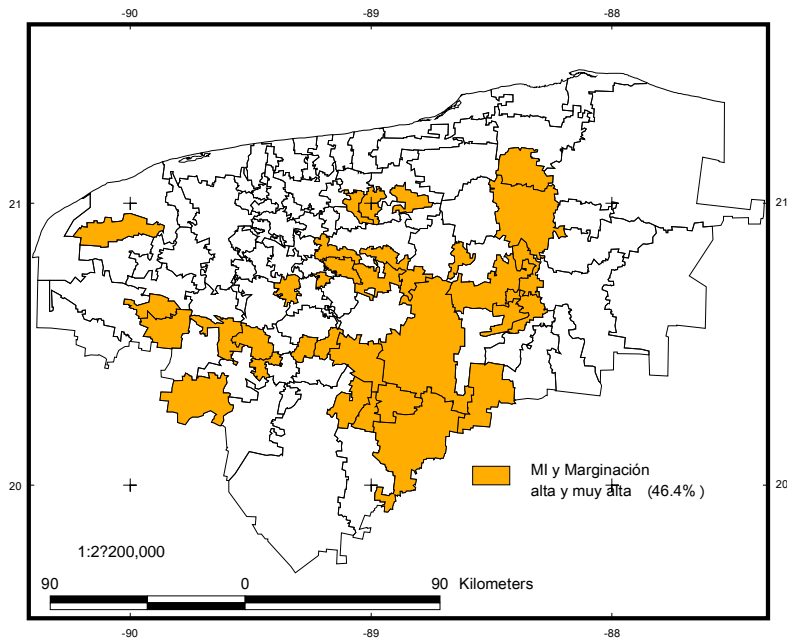 -90 -89 -88
21 21
MI y Marginación
alta y muy alta (46.4% )
20 20
1:2?200,000
90 0 90 Kilometers
-90 -89 -88